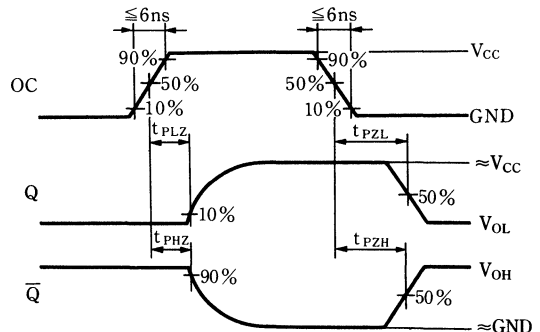 ≦6ns ≦6ns
90% 90% V_CC
OC 50% 50%
10% 10% GND
t_PLZ t_PZL
≈V_CC
Q 50%
10% V_OL
t_PHZ t_PZH
90% V_OH
Q̅ 50%
≈GND